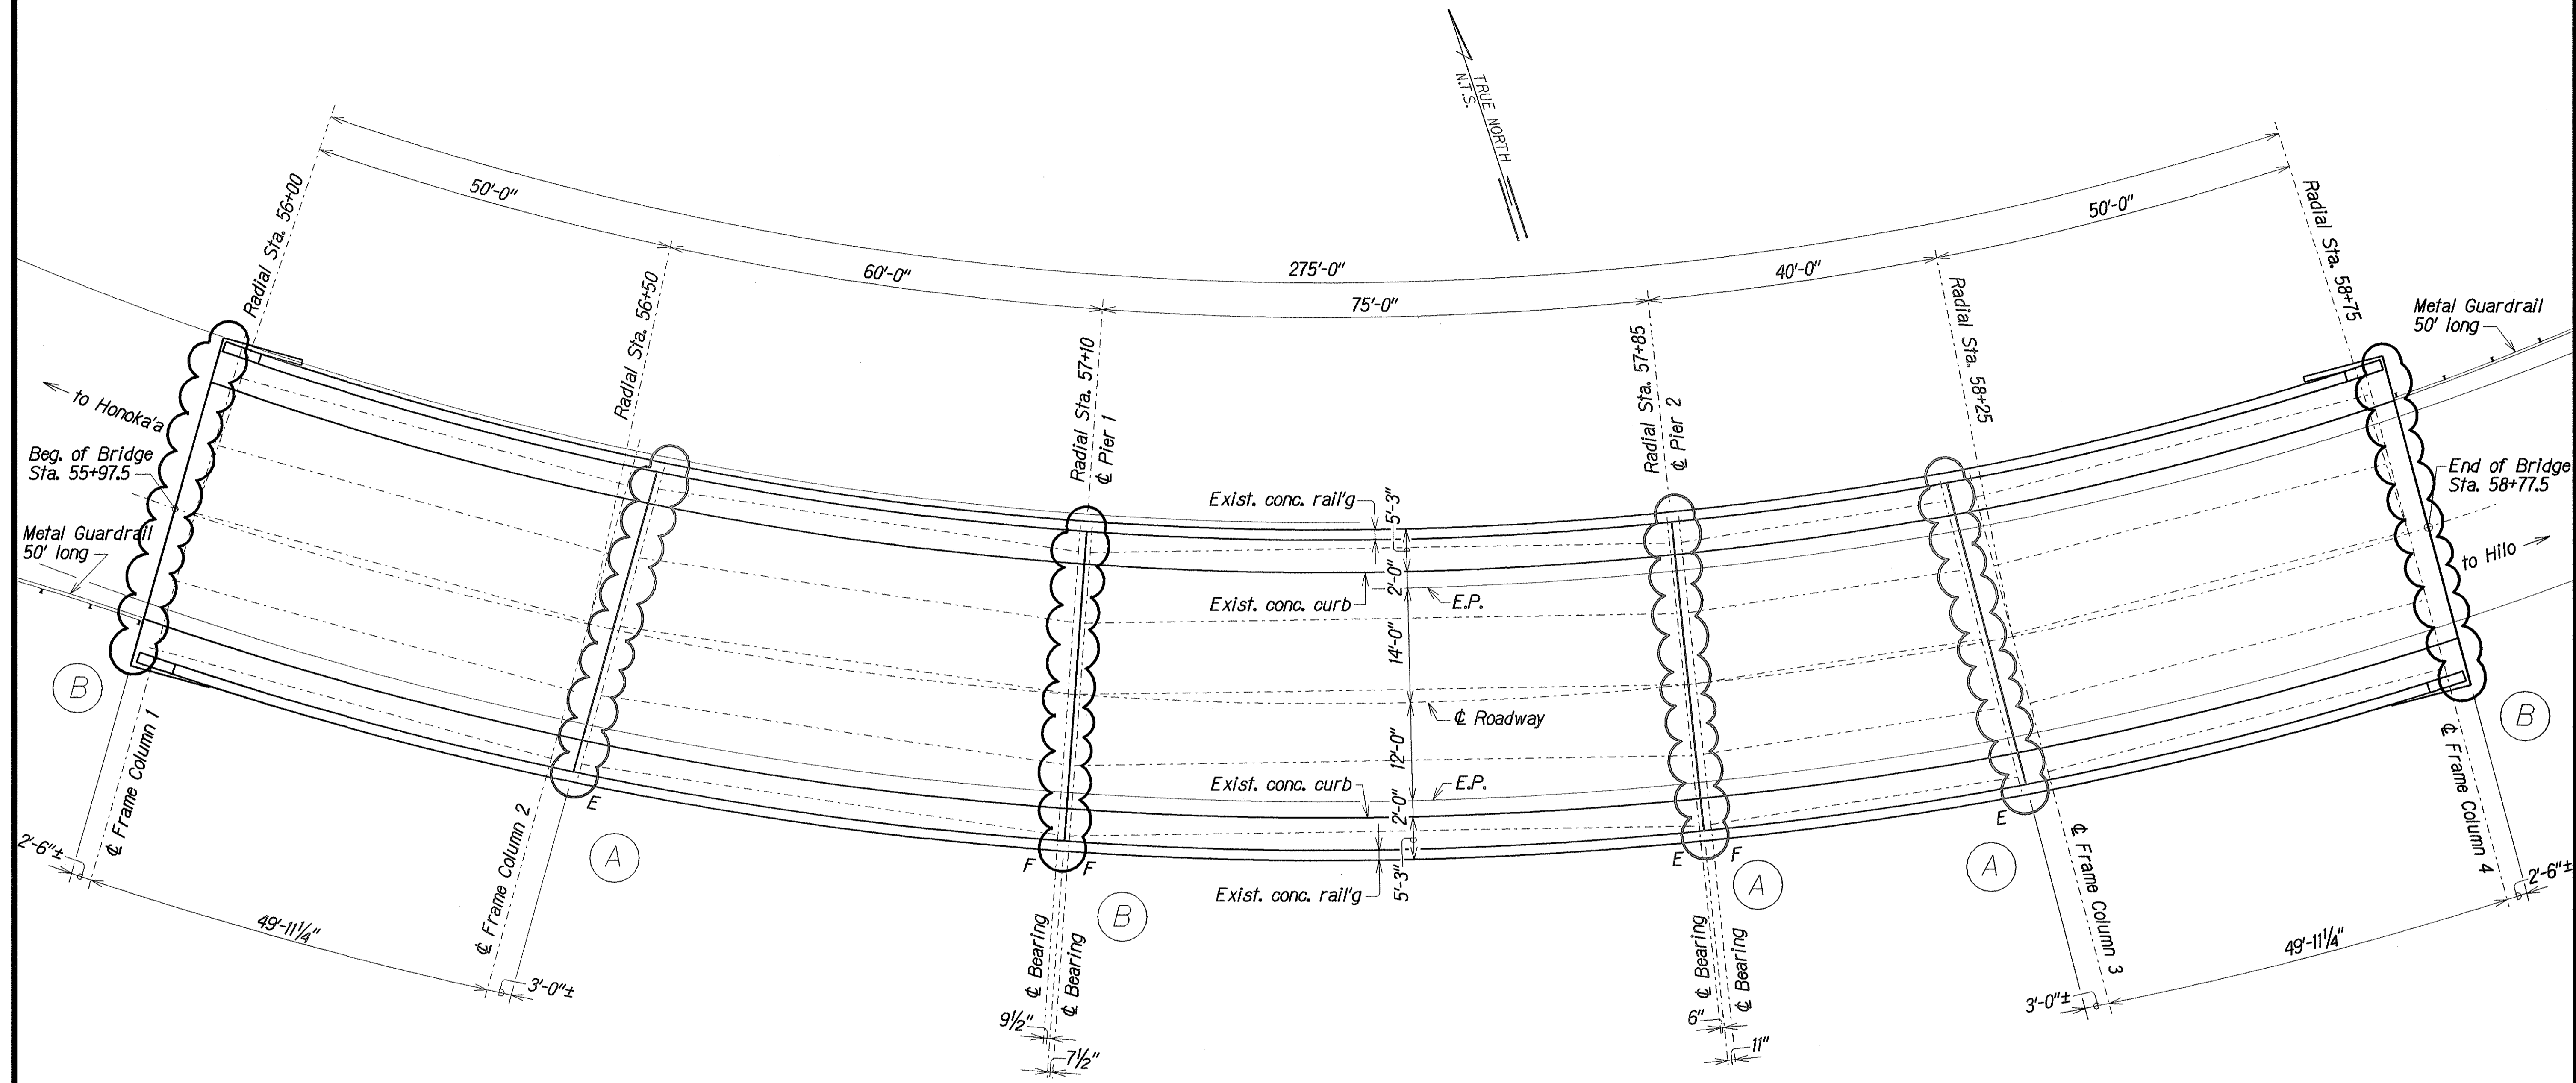 TRUE NORTH
N.T.S.
Radial Sta. 56+00
50'-0"
Radial Sta. 56+50
60'-0"
275'-0"
75'-0"
40'-0"
50'-0"
Radial Sta. 58+75
Metal Guardrail
50' long
Radial Sta. 57+10
℄ Pier 1
Radial Sta. 57+85
℄ Pier 2
Radial Sta. 58+25
to Honoka'a
Beg. of Bridge
Sta. 55+97.5
Metal Guardrail
50' long
Exist. conc. rail'g
5'-3"
2'-0"
Exist. conc. curb
E.P.
14'-0"
℄ Roadway
12'-0"
Exist. conc. curb
E.P.
2'-0"
5'-3"
Exist. conc. rail'g
End of Bridge
Sta. 58+77.5
to Hilo
B
℄ Frame Column 1
2'-6"±
49'-11¼"
℄ Frame Column 2
3'-0"±
E
A
F F
B
℄ Bearing
℄ Bearing
9½"
7½"
E F
A
℄ Bearing
℄ Bearing
6"
11"
E
A
℄ Frame Column 3
3'-0"±
49'-11¼"
℄ Frame Column 4
2'-6"±
B